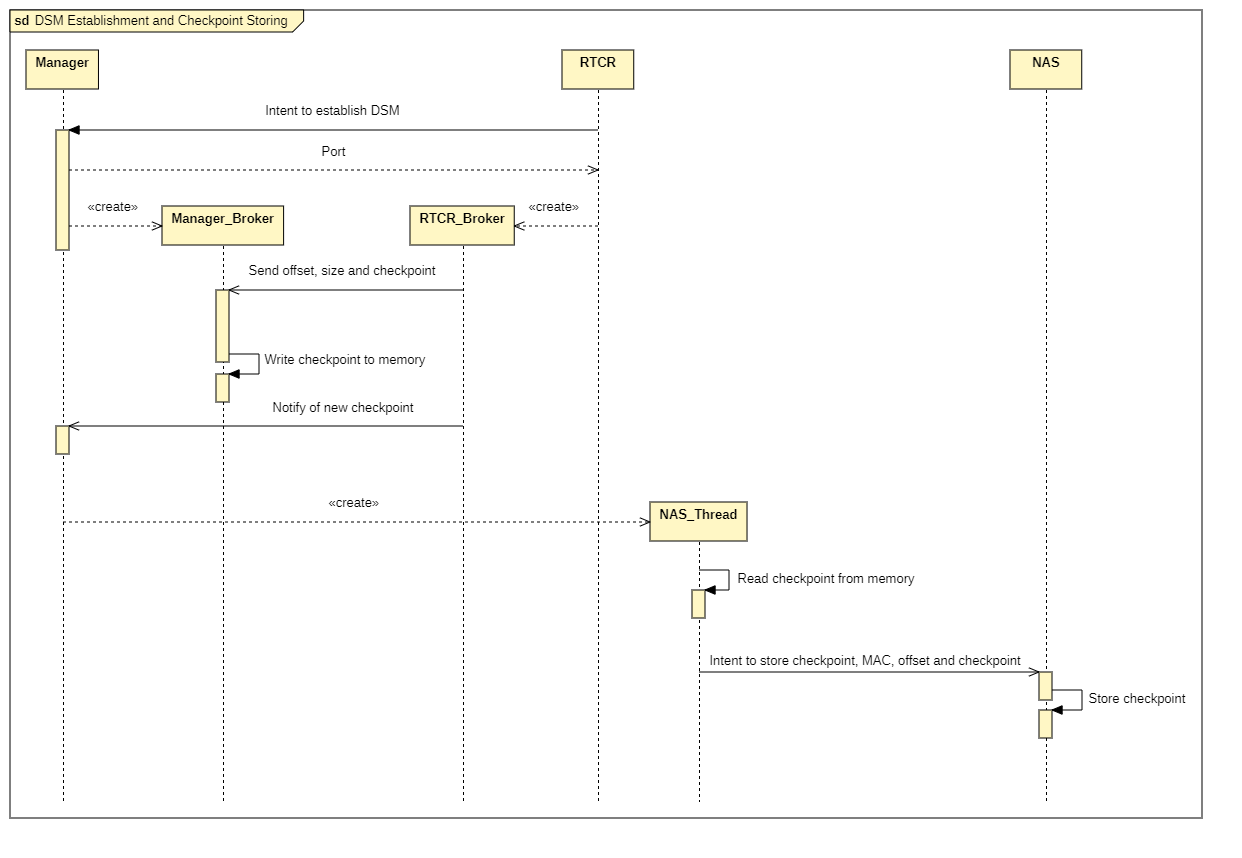 sd DSM Establishment and Checkpoint Storing
Manager
RTCR
NAS
Intent to establish DSM
Port
«create»
Manager_Broker
RTCR_Broker
«create»
Send offset, size and checkpoint
Write checkpoint to memory
Notify of new checkpoint
«create»
NAS_Thread
Read checkpoint from memory
Intent to store checkpoint, MAC, offset and checkpoint
Store checkpoint